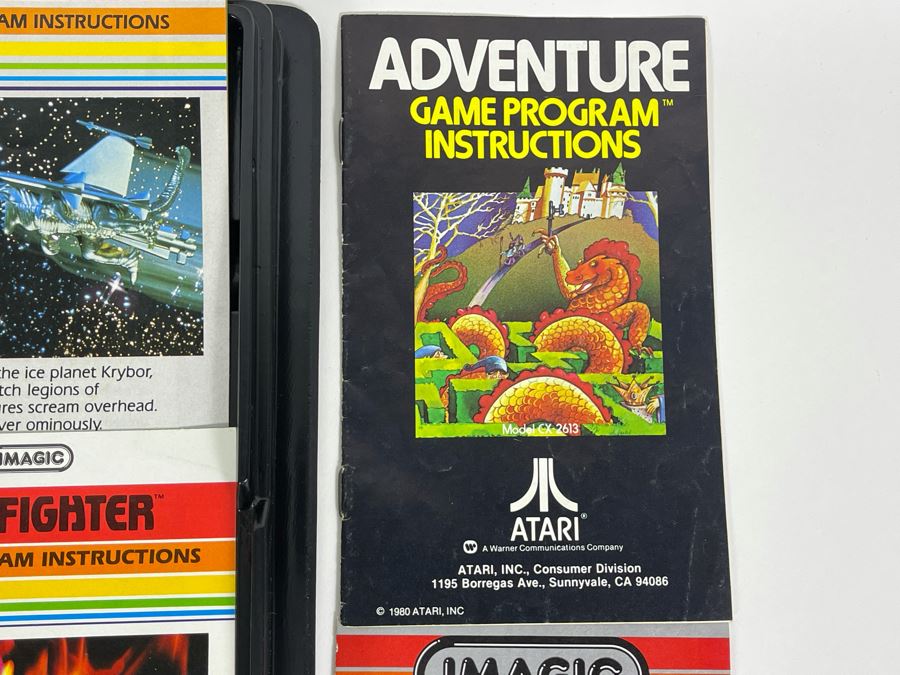 AM INSTRUCTIONS
the ice planet Krybor,
tch legions of
res scream overhead.
ver ominously.
IMAGIC
FIGHTER™
AM INSTRUCTIONS
ADVENTURE
GAME PROGRAM™
INSTRUCTIONS
Model CX-2613
ATARI®
A Warner Communications Company
ATARI, INC., Consumer Division
1195 Borregas Ave., Sunnyvale, CA 94086
© 1980 ATARI, INC
IMAGIC